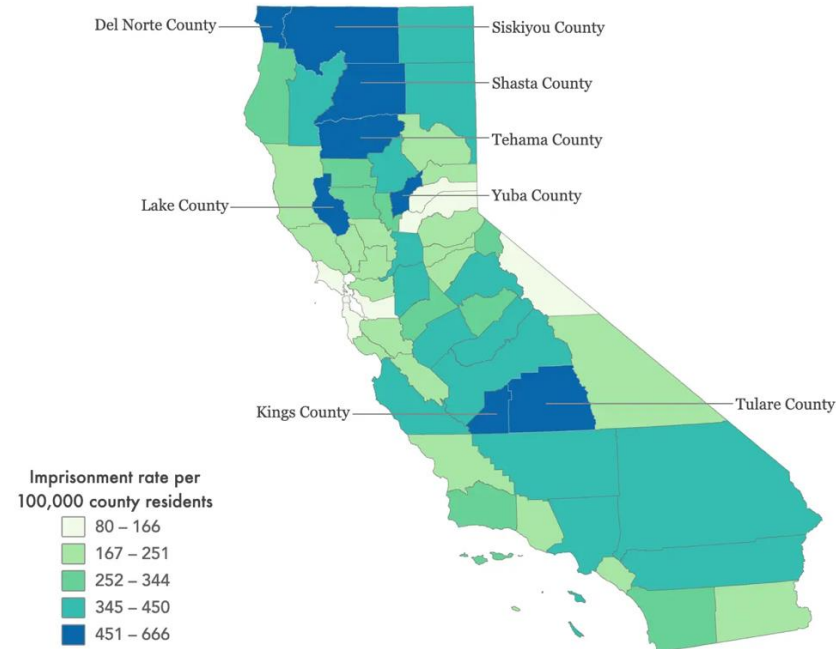 Del Norte County
Siskiyou County
Shasta County
Tehama County
Yuba County
Lake County
Kings County
Tulare County
Imprisonment rate per
100,000 county residents
80 – 166
167 – 251
252 – 344
345 – 450
451 – 666